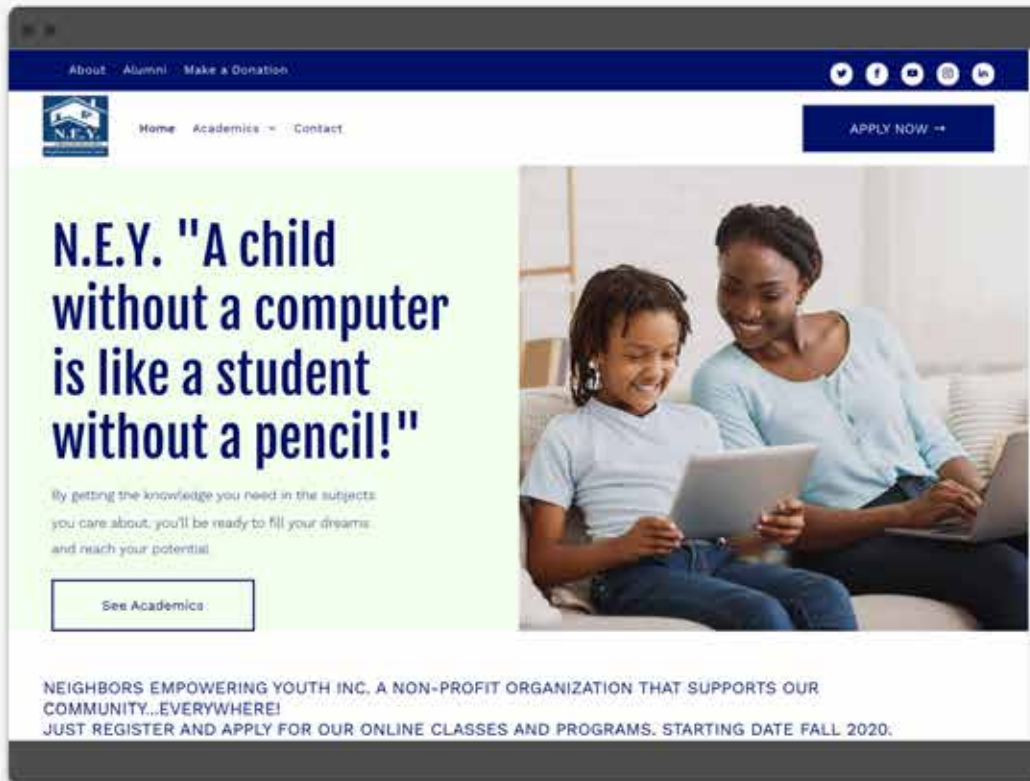 About Alumni Make a Donation
N.E.Y.
Home Academics Contact
APPLY NOW →
N.E.Y. "A child
without a computer
is like a student
without a pencil!"
By getting the knowledge you need in the subjects
you care about, you'll be ready to fill your dreams
and reach your potential
See Academics
NEIGHBORS EMPOWERING YOUTH INC. A NON-PROFIT ORGANIZATION THAT SUPPORTS OUR
COMMUNITY...EVERYWHERE!
JUST REGISTER AND APPLY FOR OUR ONLINE CLASSES AND PROGRAMS. STARTING DATE FALL 2020.